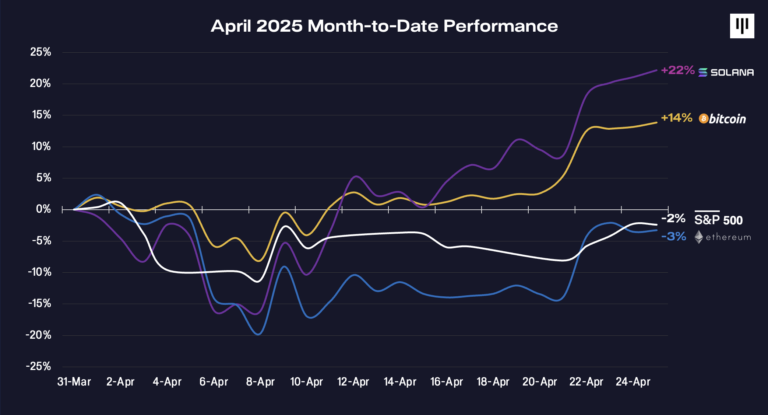 April 2025 Month-to-Date Performance
25%
20%
15%
10%
5%
0%
-5%
-10%
-15%
-20%
-25%
+22% SOLANA
+14% bitcoin
-2% S&P 500
-3% ethereum
31-Mar 2-Apr 4-Apr 6-Apr 8-Apr 10-Apr 12-Apr 14-Apr 16-Apr 18-Apr 20-Apr 22-Apr 24-Apr